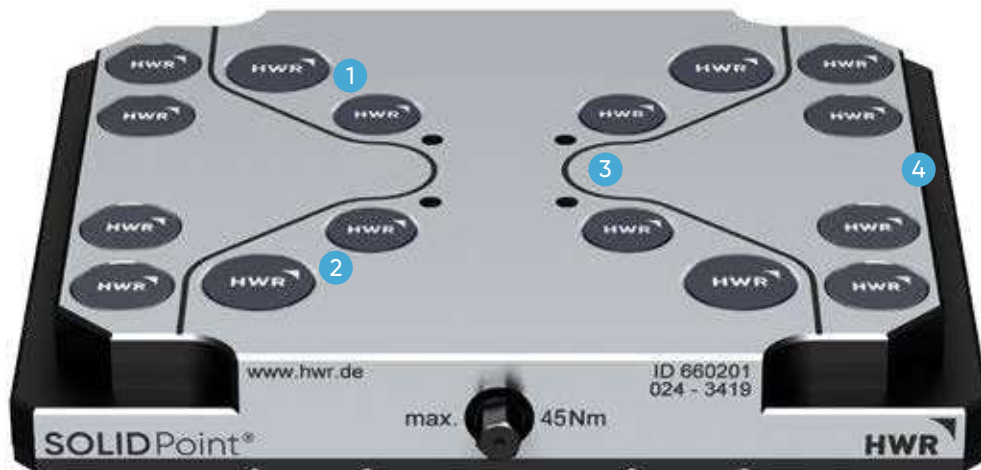 HWR HWR HWR HWR
1
HWR HWR HWR HWR
3 4
HWR HWR HWR HWR
2
HWR HWR HWR HWR
www.hwr.de ID 660201
024 - 3419
max. 45Nm
SOLIDPoint® HWR